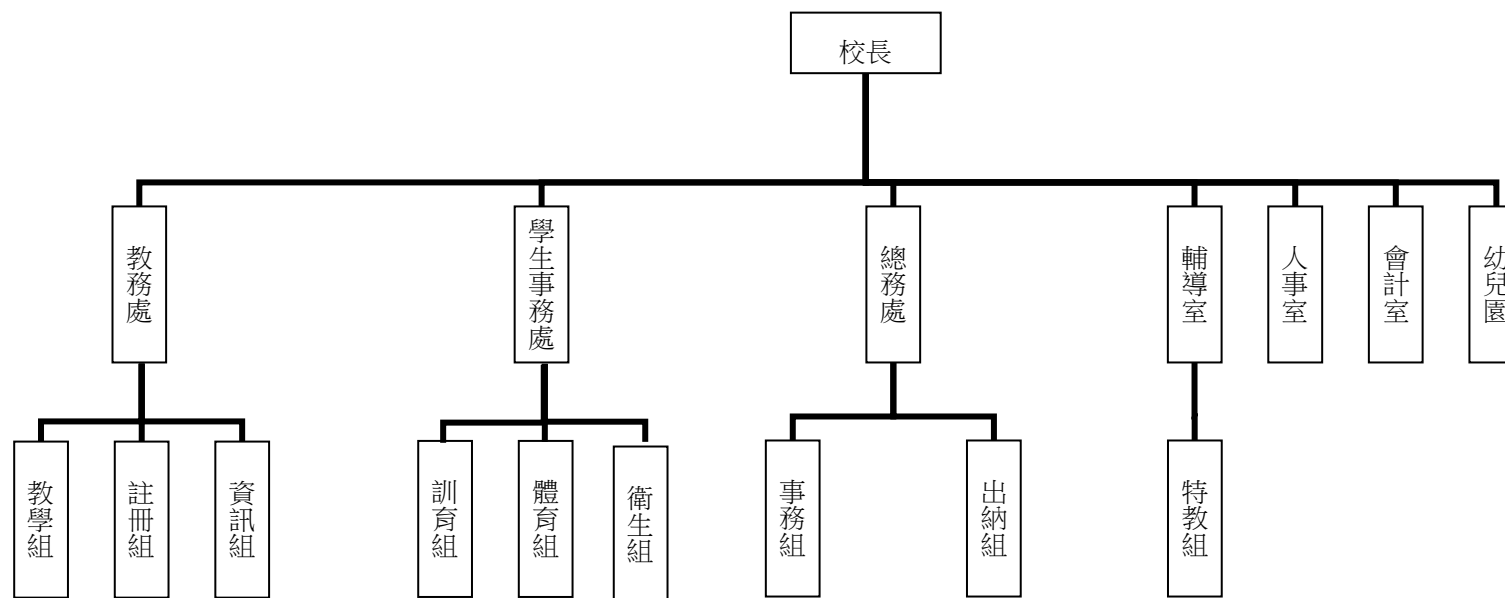 校長
教務處
學生事務處
總務處
輔導室
人事室
會計室
幼兒園
教學組
註冊組
資訊組
訓育組
體育組
衛生組
事務組
出納組
特教組